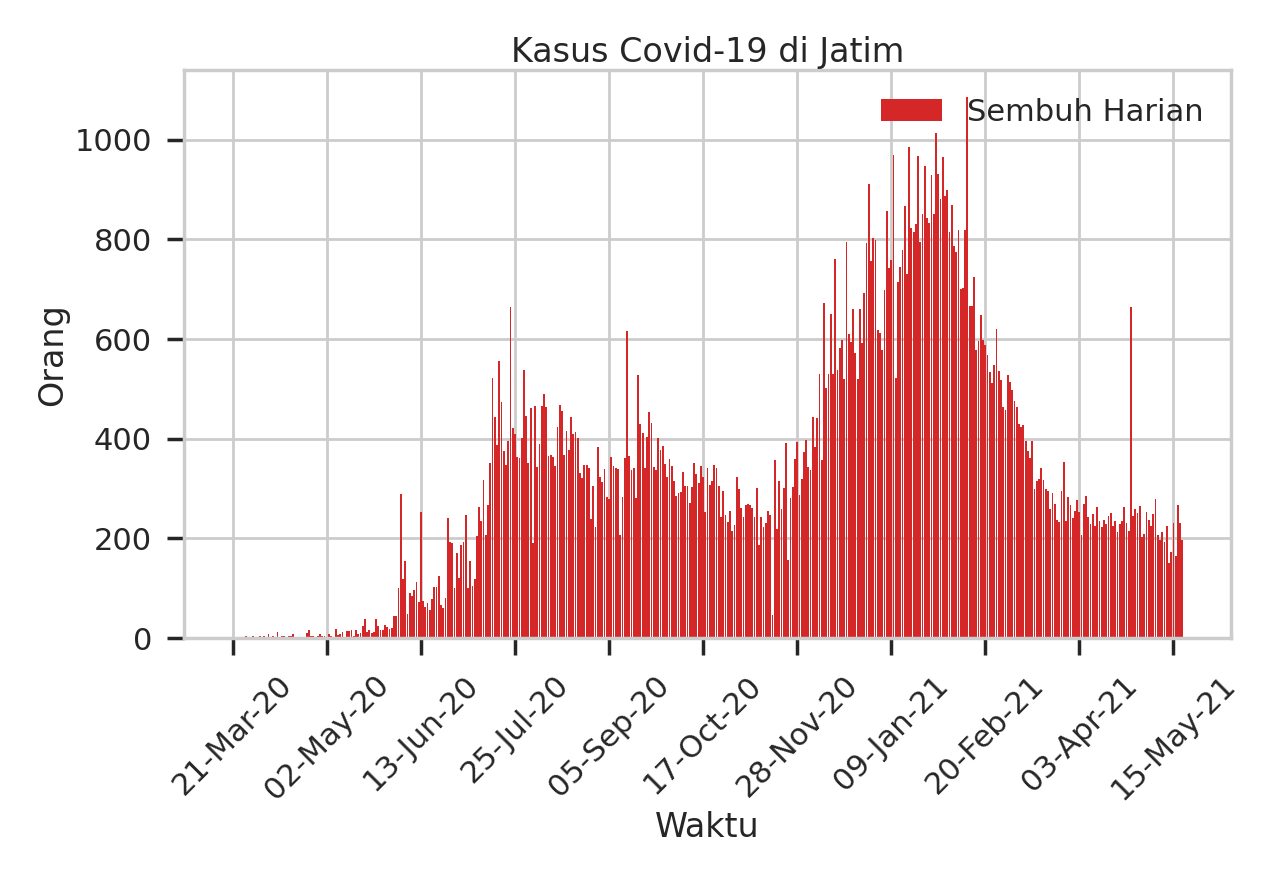 Kasus Covid-19 di Jatim
Sembuh Harian
Orang
1000
800
600
400
200
0
21-Mar-20
02-May-20
13-Jun-20
25-Jul-20
05-Sep-20
17-Oct-20
28-Nov-20
09-Jan-21
20-Feb-21
03-Apr-21
15-May-21
Waktu